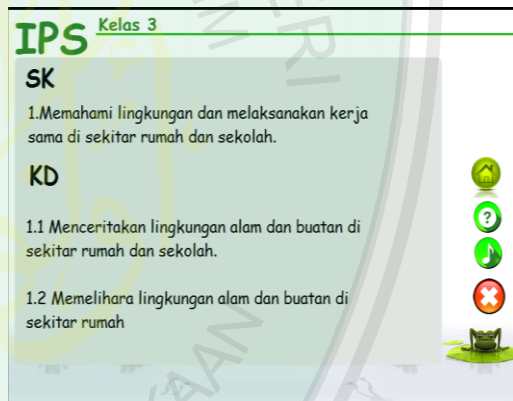 IPS Kelas 3
SK
1.Memahami lingkungan dan melaksanakan kerja
sama di sekitar rumah dan sekolah.
KD
1.1 Menceritakan lingkungan alam dan buatan di
sekitar rumah dan sekolah.
1.2 Memelihara lingkungan alam dan buatan di
sekitar rumah
?